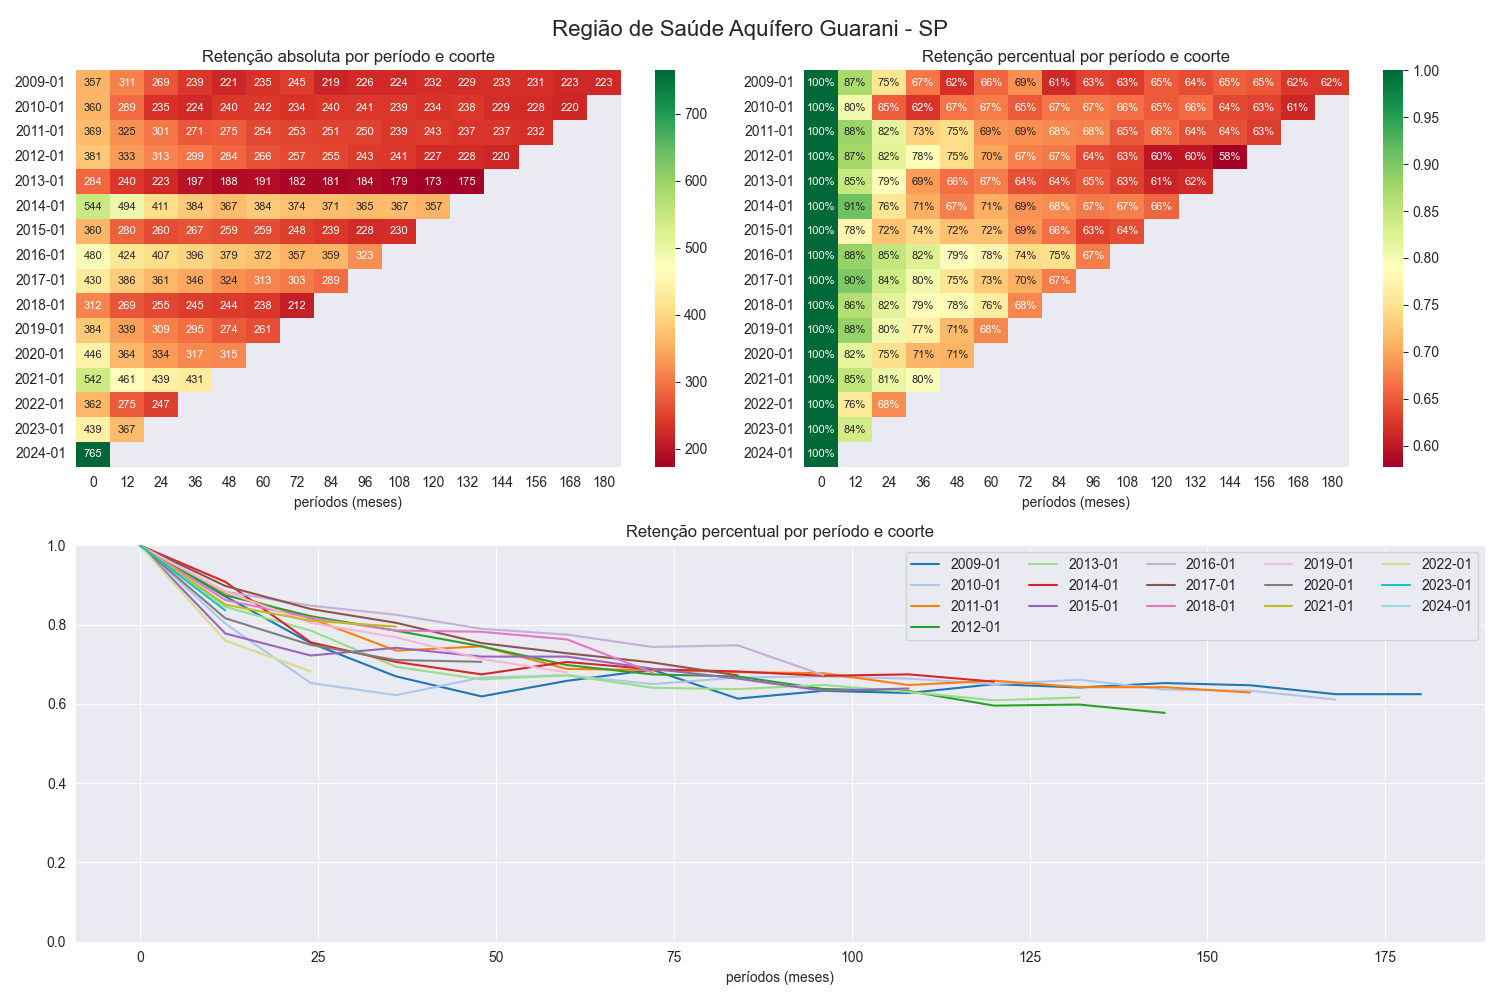 Região de Saúde Aquífero Guarani - SP
Retenção absoluta por período e coorte
2009-01 357 311 269 239 221 235 245 219 226 224 232 229 233 231 223 223
2010-01 360 289 235 224 240 242 234 240 241 239 234 238 229 228 220
2011-01 369 325 301 271 275 254 253 251 250 239 243 237 237 232
2012-01 381 333 313 299 284 266 257 255 243 241 227 228 220
2013-01 284 240 223 197 188 191 182 181 184 179 173 175
2014-01 544 494 411 384 367 384 374 371 365 367 357
2015-01 360 280 260 267 259 259 248 239 228 230
2016-01 480 424 407 396 379 372 357 359 323
2017-01 430 386 361 346 324 313 303 289
2018-01 312 269 255 245 244 238 212
2019-01 384 339 309 295 274 261
2020-01 446 364 334 317 315
2021-01 542 461 439 431
2022-01 362 275 247
2023-01 439 367
2024-01 765
0 12 24 36 48 60 72 84 96 108 120 132 144 156 168 180
períodos (meses)
700
600
500
400
300
200
Retenção percentual por período e coorte
2009-01 100% 87% 75% 67% 62% 66% 69% 61% 63% 63% 65% 64% 65% 65% 62% 62%
2010-01 100% 80% 65% 62% 67% 67% 65% 67% 67% 66% 65% 66% 64% 63% 61%
2011-01 100% 88% 82% 73% 75% 69% 69% 68% 68% 65% 66% 64% 64% 63%
2012-01 100% 87% 82% 78% 75% 70% 67% 67% 64% 63% 60% 60% 58%
2013-01 100% 85% 79% 69% 66% 67% 64% 64% 65% 63% 61% 62%
2014-01 100% 91% 76% 71% 67% 71% 69% 68% 67% 67% 66%
2015-01 100% 78% 72% 74% 72% 72% 69% 66% 63% 64%
2016-01 100% 88% 85% 82% 79% 78% 74% 75% 67%
2017-01 100% 90% 84% 80% 75% 73% 70% 67%
2018-01 100% 86% 82% 79% 78% 76% 68%
2019-01 100% 88% 80% 77% 71% 68%
2020-01 100% 82% 75% 71% 71%
2021-01 100% 85% 81% 80%
2022-01 100% 76% 68%
2023-01 100% 84%
2024-01 100%
0 12 24 36 48 60 72 84 96 108 120 132 144 156 168 180
períodos (meses)
1.00
0.95
0.90
0.85
0.80
0.75
0.70
0.65
0.60
Retenção percentual por período e coorte
1.0
0.8
0.6
0.4
0.2
0.0
2009-01 2013-01 2016-01 2019-01 2022-01
2010-01 2014-01 2017-01 2020-01 2023-01
2011-01 2015-01 2018-01 2021-01 2024-01
2012-01
0 25 50 75 100 125 150 175
períodos (meses)